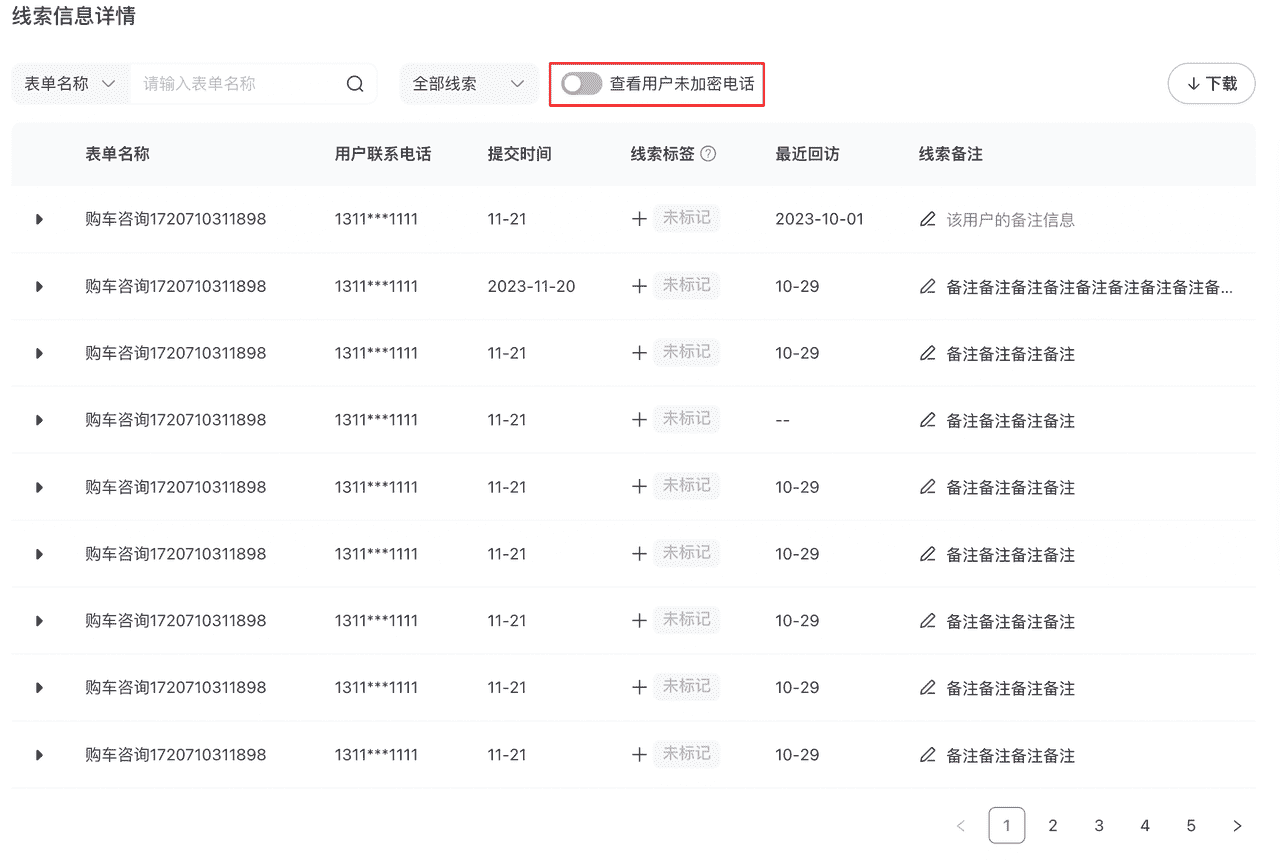 线索信息详情
表单名称 请输入表单名称 全部线索 查看用户未加密电话 下载
表单名称 用户联系电话 提交时间 线索标签 最近回访 线索备注
购车咨询1720710311898 1311***1111 11-21 未标记 2023-10-01 该用户的备注信息
购车咨询1720710311898 1311***1111 2023-11-20 未标记 10-29 备注备注备注备注备注备注备注备注备...
购车咨询1720710311898 1311***1111 11-21 未标记 10-29 备注备注备注备注
购车咨询1720710311898 1311***1111 11-21 未标记 -- 备注备注备注备注
购车咨询1720710311898 1311***1111 11-21 未标记 10-29 备注备注备注备注
购车咨询1720710311898 1311***1111 11-21 未标记 10-29 备注备注备注备注
购车咨询1720710311898 1311***1111 11-21 未标记 10-29 备注备注备注备注
购车咨询1720710311898 1311***1111 11-21 未标记 10-29 备注备注备注备注
购车咨询1720710311898 1311***1111 11-21 未标记 10-29 备注备注备注备注
1 2 3 4 5